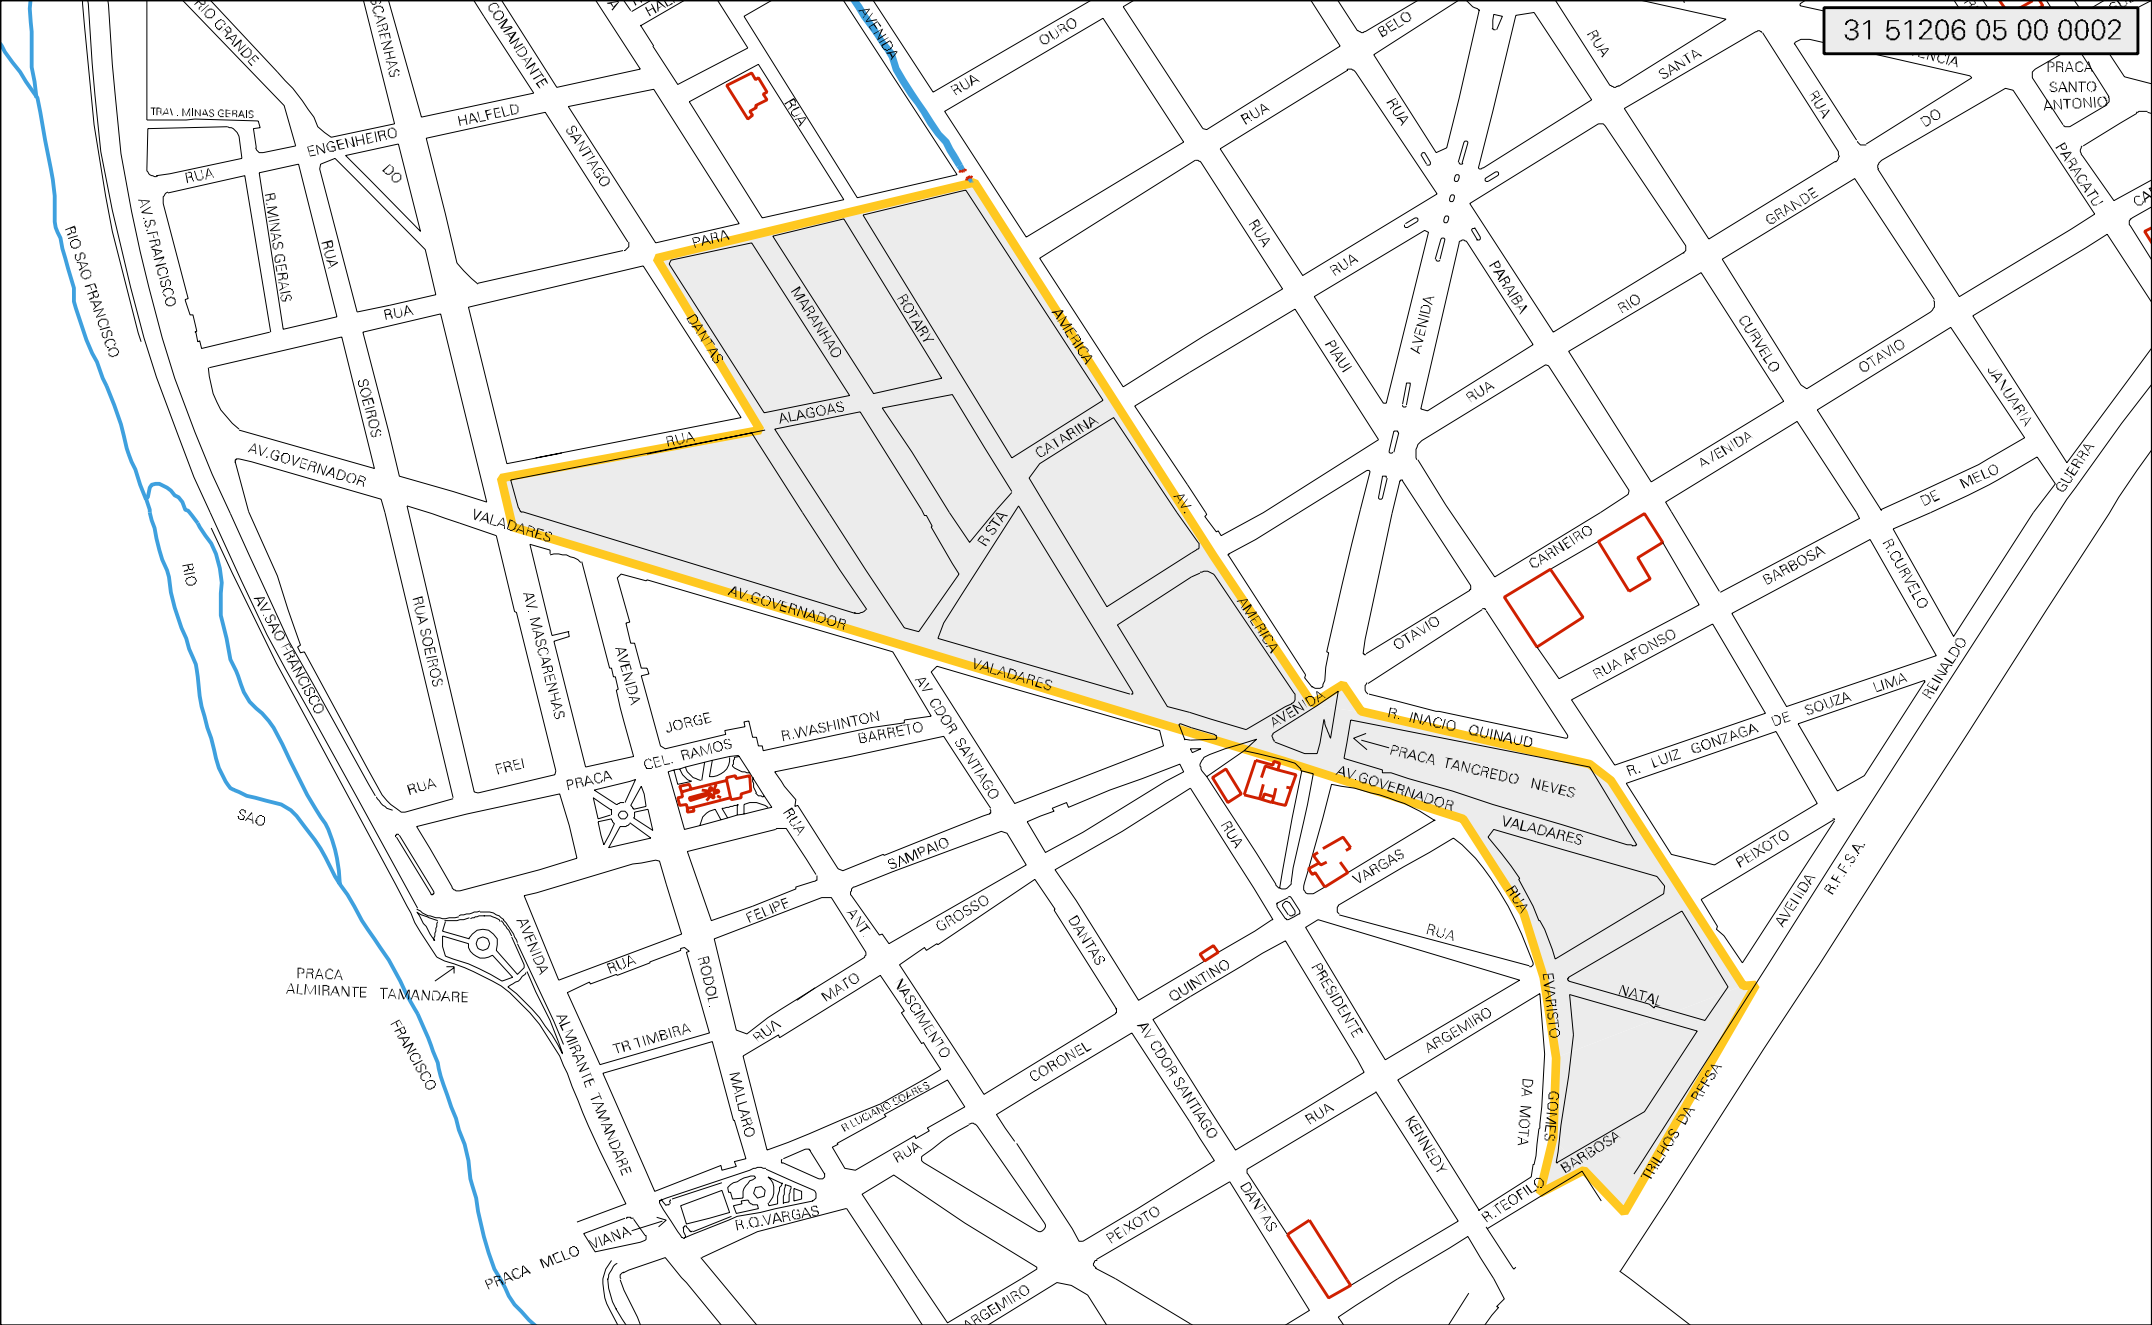 31 51206 05 00 0002
RIO GRANDE
SCARENHAS
COMANDANTE
AVENIDA
OURO
RUA
BELO
RUA
SANTA
PRACA
SANTO
ANTONIO
TRAV. MINAS GERAIS
ENGENHEIRO
HALFELD
SANTIAGO
RUA
RUA
RUA
RUA
DO
PARACATU
RUA
DO
R.MINAS GERAIS
RUA
AV.S.FRANCISCO
RIO SAO FRANCISCO
PARA
RUA
RUA
GRANDE
PARAIBA
RIO
AVENIDA
RUA
DANTAS
MARANHAO
ROTARY
AMERICA
PIAUI
CURVELO
OTAVIO
JANUARIA
SOEIROS
RUA
ALAGOAS
RUA
CATARINA
AVENIDA
GUERRA
AV.GOVERNADOR
VALADARES
R.STA
AV.
DE MELO
CARNEIRO
BARBOSA
R.CURVELO
RIO
AV.SAO FRANCISCO
RUA SOEIROS
AV. MASCARENHAS
AVENIDA
AV.GOVERNADOR
VALADARES
AMERICA
OTAVIO
RUA AFONSO
REINALDO
AV CDOR SANTIAGO
AVENIDA
R. INACIO QUINAUD
R. LUIZ GONZAGA DE SOUZA LIMA
JORGE
R.WASHINTON
BARRETO
CEL. RAMOS
PRACA
FREI
RUA
PRACA TANCREDO NEVES
AV.GOVERNADOR
VALADARES
SAO
RUA
RUA
SAMPAIO
VARGAS
PEIXOTO
R.F.F.S.A.
AVENIDA
RUA
FELIPE
ANT.
GROSSO
DANTAS
RUA
AVENIDA
RUA
RODOL.
MATO
RUA
VASCIMENTO
QUINTINO
PRESIDENTE
EVARISTO
NATAL
PRACA
ALMIRANTE TAMANDARE
FRANCISCO
ALMIRANTE TAMANDARE
TR TIMBIRA
MALLARO
CORONEL
AV CDOR SANTIAGO
ARGEMIRO
DA MOTA
GOMES
TRILHOS DA RFFSA
R.LUCIANO SOARES
RUA
RUA
KENNEDY
BARBOSA
R.TEOFILO
R.Q.VARGAS
PRACA MELO VIANA
PEIXOTO
DANTAS
ARGEMIRO